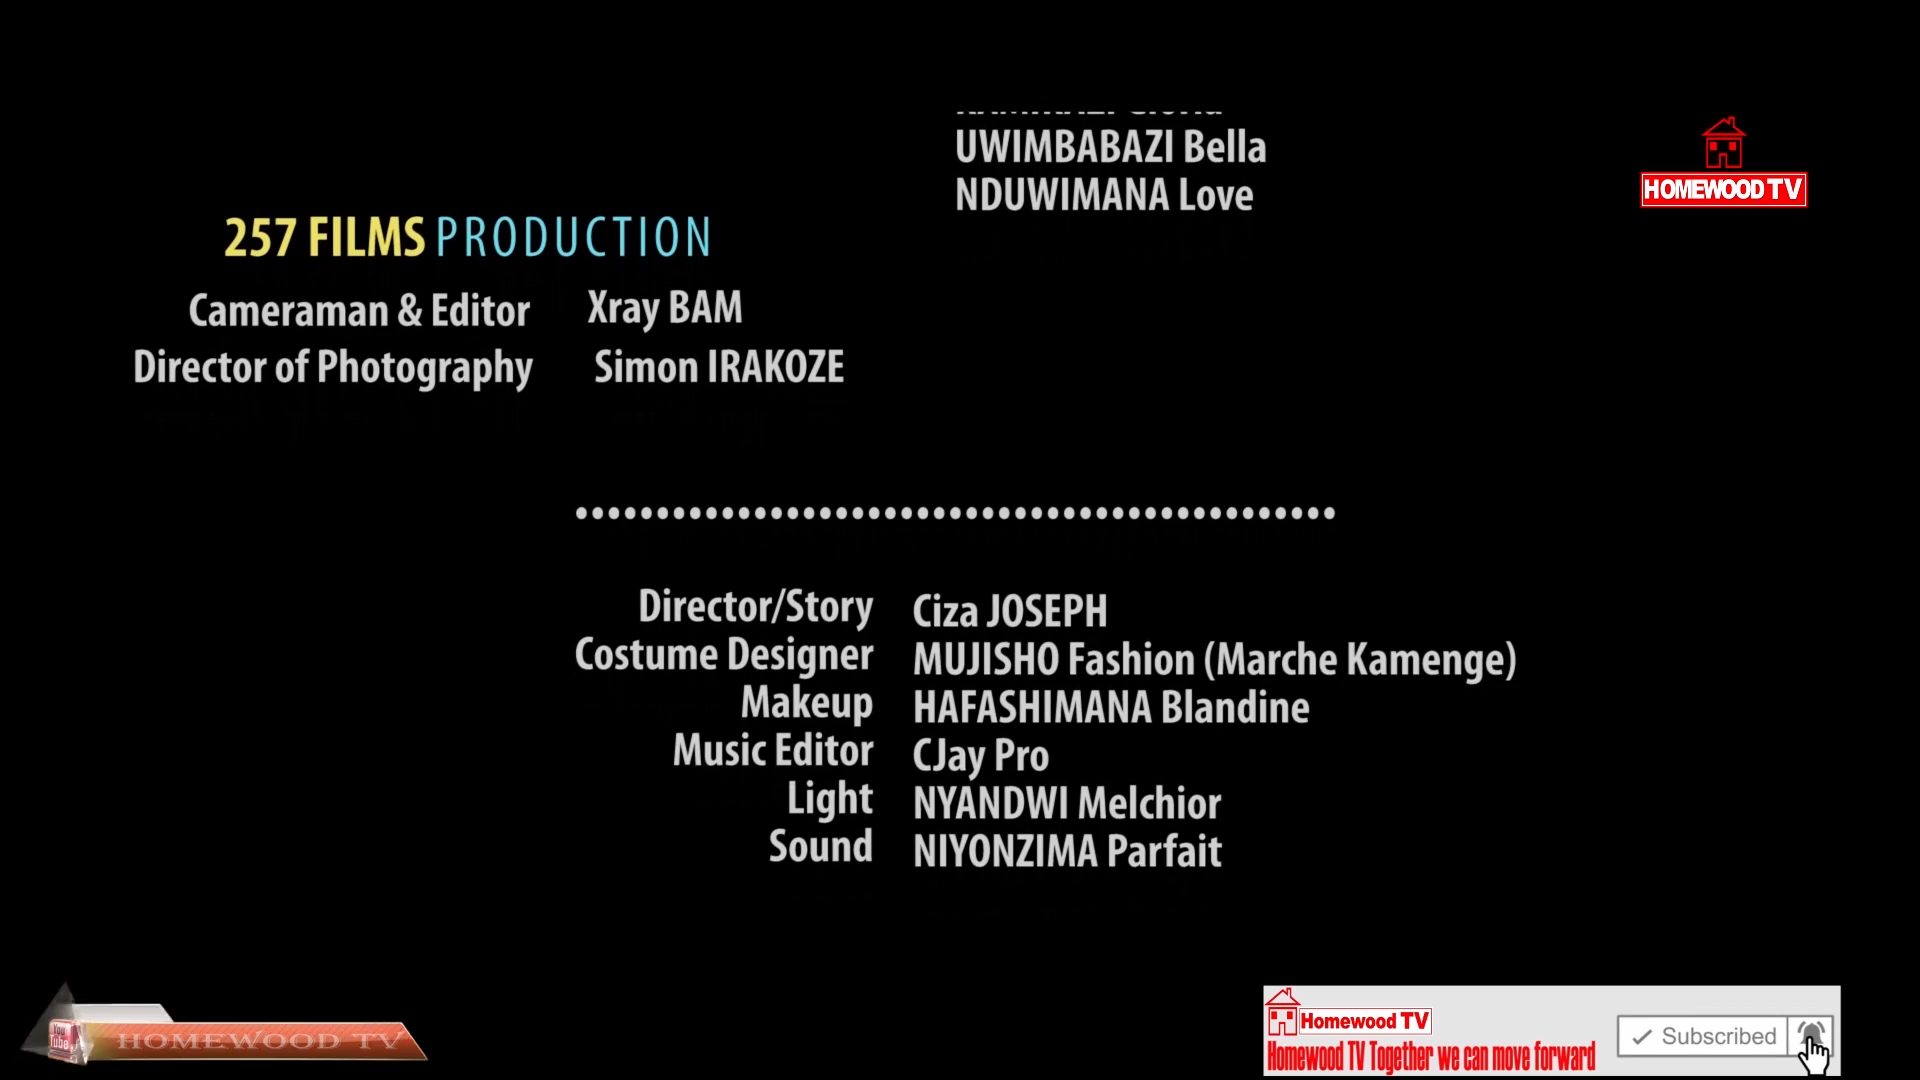 UWIMBABAZI Bella
NDUWIMANA Love
HOMEWOOD TV
257 FILMS PRODUCTION
Cameraman & Editor Xray BAM
Director of Photography Simon IRAKOZE
Director/Story Ciza JOSEPH
Costume Designer MUJISHO Fashion (Marche Kamenge)
Makeup HAFASHIMANA Blandine
Music Editor CJay Pro
Light NYANDWI Melchior
Sound NIYONZIMA Parfait
You Tube
HOMEWOOD TV
Homewood TV
Homewood TV Together we can move forward
Subscribed